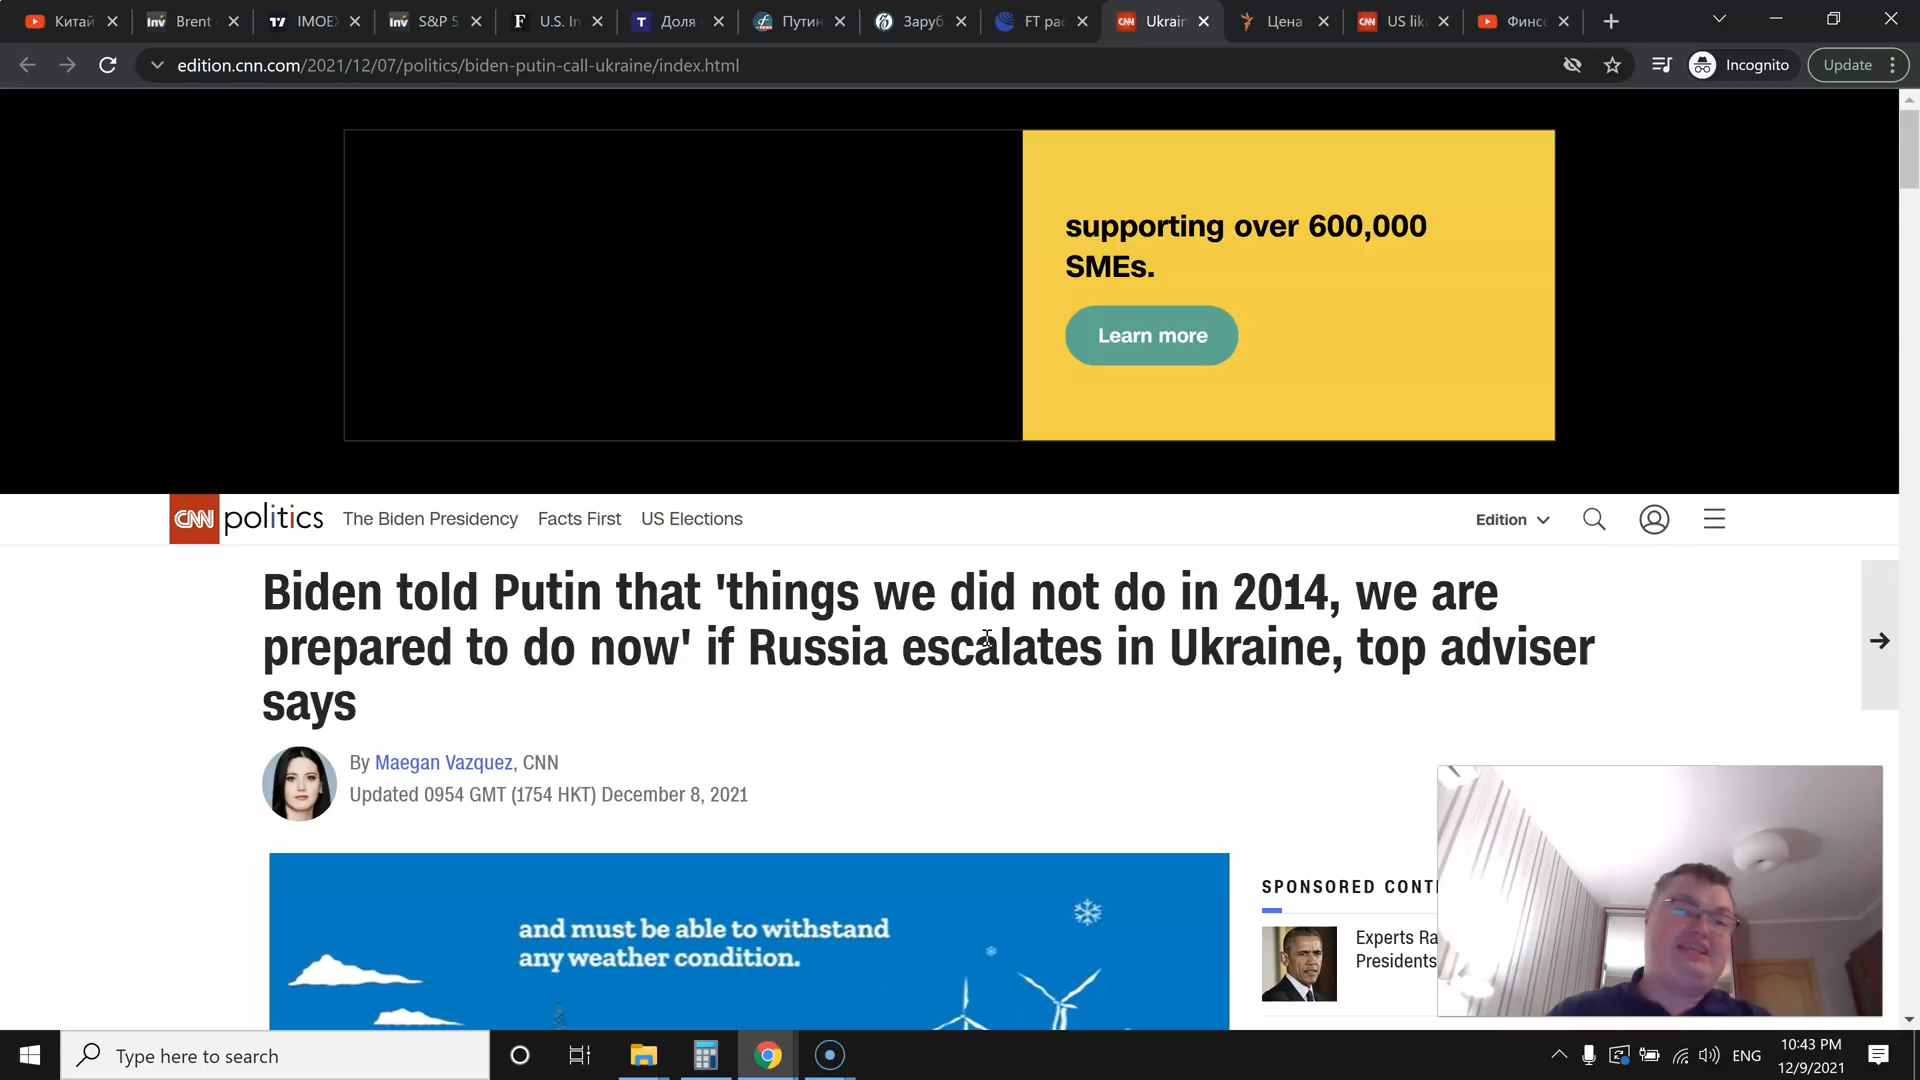 Китай
Brent
IMOEX
S&P 5
U.S. In
Доля
Путин
Заруб
FT рас
Ukrain
Цена
US lik
Финсо
edition.cnn.com/2021/12/07/politics/biden-putin-call-ukraine/index.html
Incognito
Update
supporting over 600,000
SMEs.
Learn more
CNN politics
The Biden Presidency
Facts First
US Elections
Edition
Biden told Putin that 'things we did not do in 2014, we are
prepared to do now' if Russia escalates in Ukraine, top adviser
says
By Maegan Vazquez, CNN
Updated 0954 GMT (1754 HKT) December 8, 2021
and must be able to withstand
any weather condition.
SPONSORED CONT
Experts Ra
Presidents
Type here to search
ENG
10:43 PM
12/9/2021